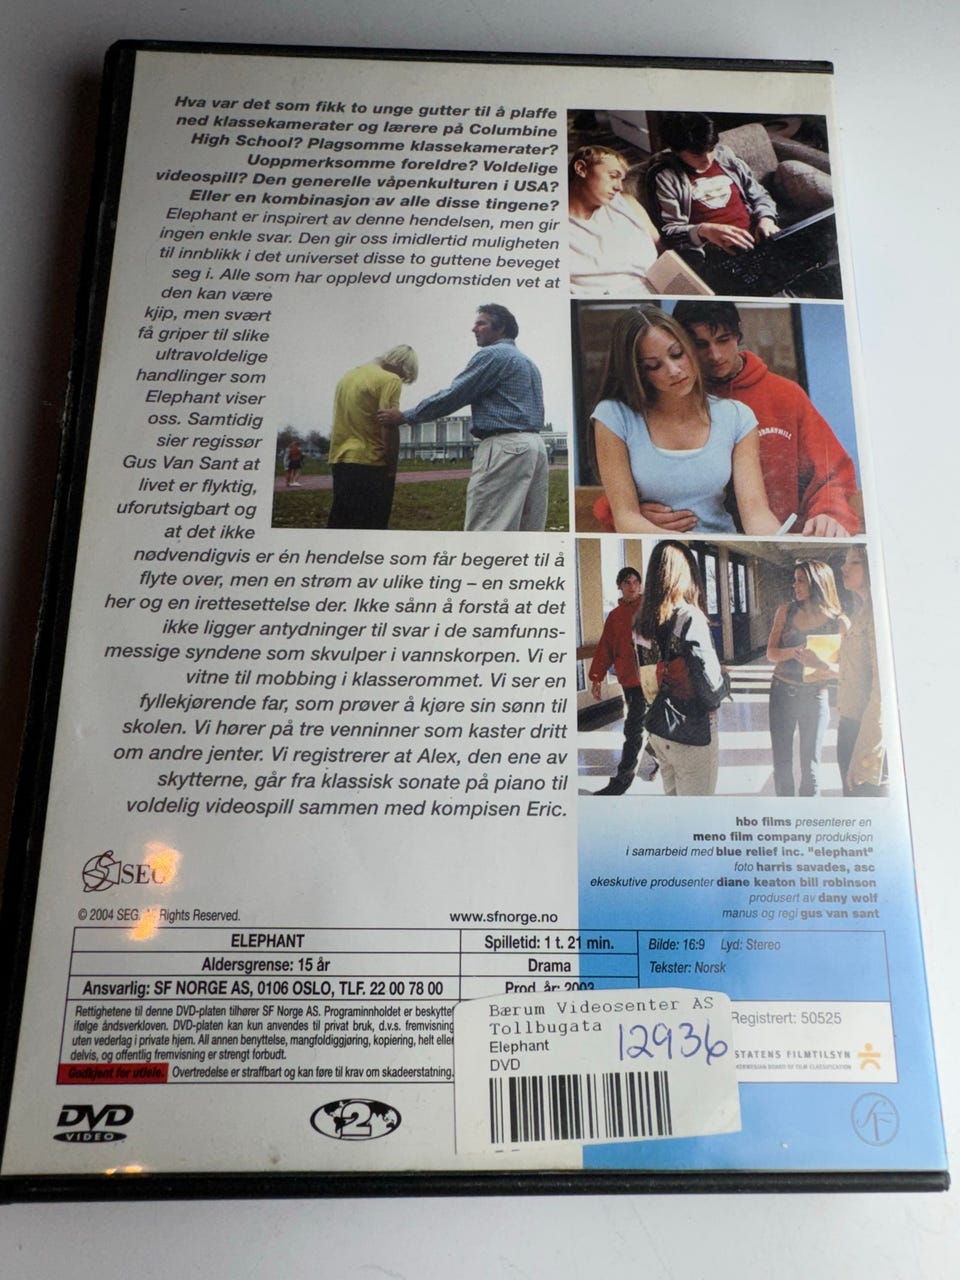 Hva var det som fikk to unge gutter til å plaffe
ned klassekamerater og lærere på Columbine
High School? Plagsomme klassekamerater?
Uoppmerksomme foreldre? Voldelige
videospill? Den generelle våpenkulturen i USA?
Eller en kombinasjon av alle disse tingene?
Elephant er inspirert av denne hendelsen, men gir
ingen enkle svar. Den gir oss imidlertid muligheten
til innblikk i det universet disse to guttene beveget
seg i. Alle som har opplevd ungdomstiden vet at
den kan være
kjip, men svært
få griper til slike
ultravoldelige
handlinger som
Elephant viser
oss. Samtidig
sier regissør
Gus Van Sant at
livet er flyktig,
uforutsigbart og
at det ikke
nødvendigvis er én hendelse som får begeret til å
flyte over, men en strøm av ulike ting – en smekk
her og en irettesettelse der. Ikke sånn å forstå at det
ikke ligger antydninger til svar i de samfunns-
messige syndene som skvulper i vannskorpen. Vi er
vitne til mobbing i klasserommet. Vi ser en
fyllekjørende far, som prøver å kjøre sin sønn til
skolen. Vi hører på tre venninner som kaster dritt
om andre jenter. Vi registrerer at Alex, den ene av
skytterne, går fra klassisk sonate på piano til
voldelig videospill sammen med kompisen Eric.
hbo films presenterer en
meno film company produksjon
i samarbeid med blue relief inc. "elephant"
foto harris savades, asc
ekeskutive produsenter diane keaton bill robinson
produsert av dany wolf
manus og regi gus van sant
SEG
© 2004 SEG. All Rights Reserved.
www.sfnorge.no
ELEPHANT
Spilletid: 1 t. 21 min.
Bilde: 16:9 Lyd: Stereo
Aldersgrense: 15 år
Drama
Tekster: Norsk
Ansvarlig: SF NORGE AS, 0106 OSLO, TLF. 22 00 78 00
Prod. år: 2003
Rettighetene til denne DVD-platen tilhører SF Norge AS. Programinnholdet er beskyttet
ifølge åndsverkloven. DVD-platen kan kun anvendes til privat bruk, d.v.s. fremvisning
uten vederlag i private hjem. All annen benyttelse, mangfoldiggjøring, kopiering, helt eller
delvis, og offentlig fremvisning er strengt forbudt.
Godkjent for utleie. Overtredelse er straffbart og kan føre til krav om skadeerstatning.
Registrert: 50525
STATENS FILMTILSYN
NORWEGIAN BOARD OF FILM CLASSIFICATION
Bærum Videosenter AS
Tollbugata
Elephant
DVD
12936
DVD
VIDEO
2
SF